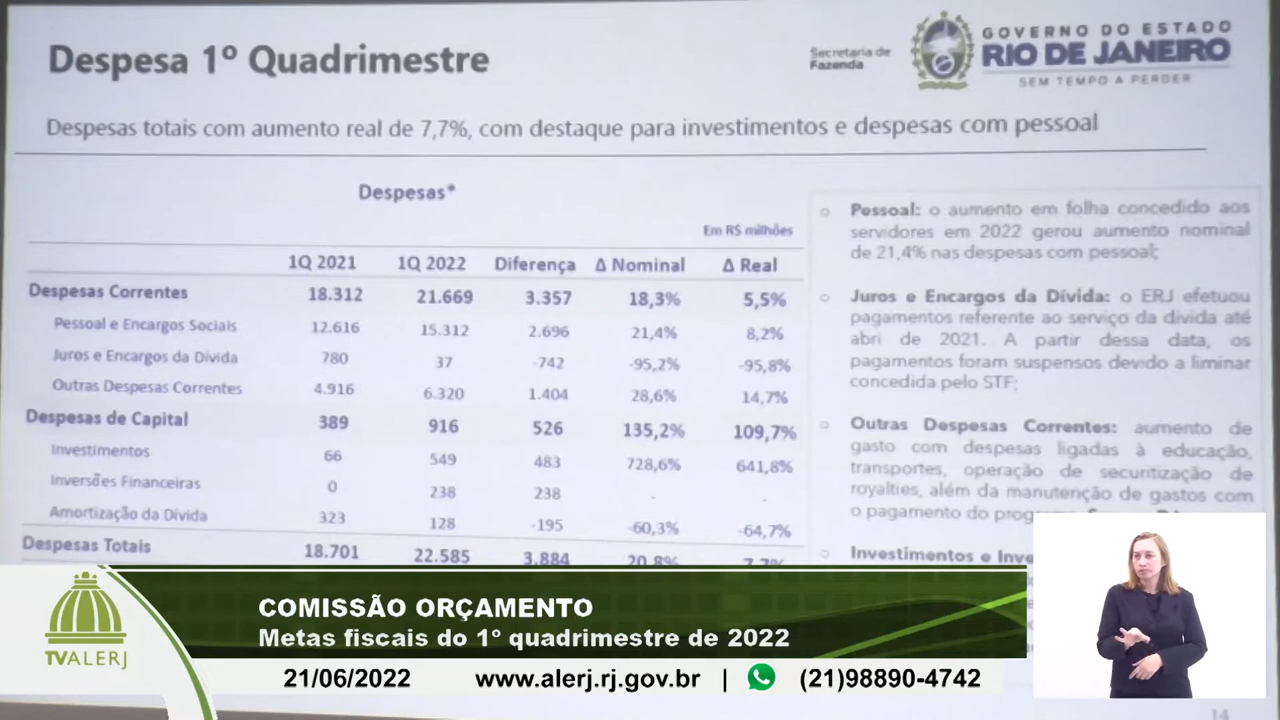 Despesa 1º Quadrimestre
Secretaria de
Fazenda
GOVERNO DO ESTADO
RIO DE JANEIRO
SEM TEMPO A PERDER
Despesas totais com aumento real de 7,7%, com destaque para investimentos e despesas com pessoal
Despesas*
Em R$ milhões
1Q 2021 1Q 2022 Diferença Δ Nominal Δ Real
Despesas Correntes 18.312 21.669 3.357 18,3% 5,5%
Pessoal e Encargos Sociais 12.616 15.312 2.696 21,4% 8,2%
Juros e Encargos da Dívida 780 37 -742 -95,2% -95,8%
Outras Despesas Correntes 4.916 6.320 1.404 28,6% 14,7%
Despesas de Capital 389 916 526 135,2% 109,7%
Investimentos 66 549 483 728,6% 641,8%
Inversões Financeiras 0 238 238 - -
Amortização da Dívida 323 128 -195 -60,3% -64,7%
Despesas Totais 18.701 22.585 3.884 20,8% 7,7%
Pessoal: o aumento em folha concedido aos
servidores em 2022 gerou aumento nominal
de 21,4% nas despesas com pessoal;
Juros e Encargos da Dívida: o ERJ efetuou
pagamentos referente ao serviço da dívida até
abril de 2021. A partir dessa data, os
pagamentos foram suspensos devido a liminar
concedida pelo STF;
Outras Despesas Correntes: aumento de
gasto com despesas ligadas à educação,
transportes, operação de securitização de
royalties, além da manutenção de gastos com
o pagamento do
Investimentos e
14
TVALERJ
COMISSÃO ORÇAMENTO
Metas fiscais do 1º quadrimestre de 2022
21/06/2022 www.alerj.rj.gov.br | (21)98890-4742